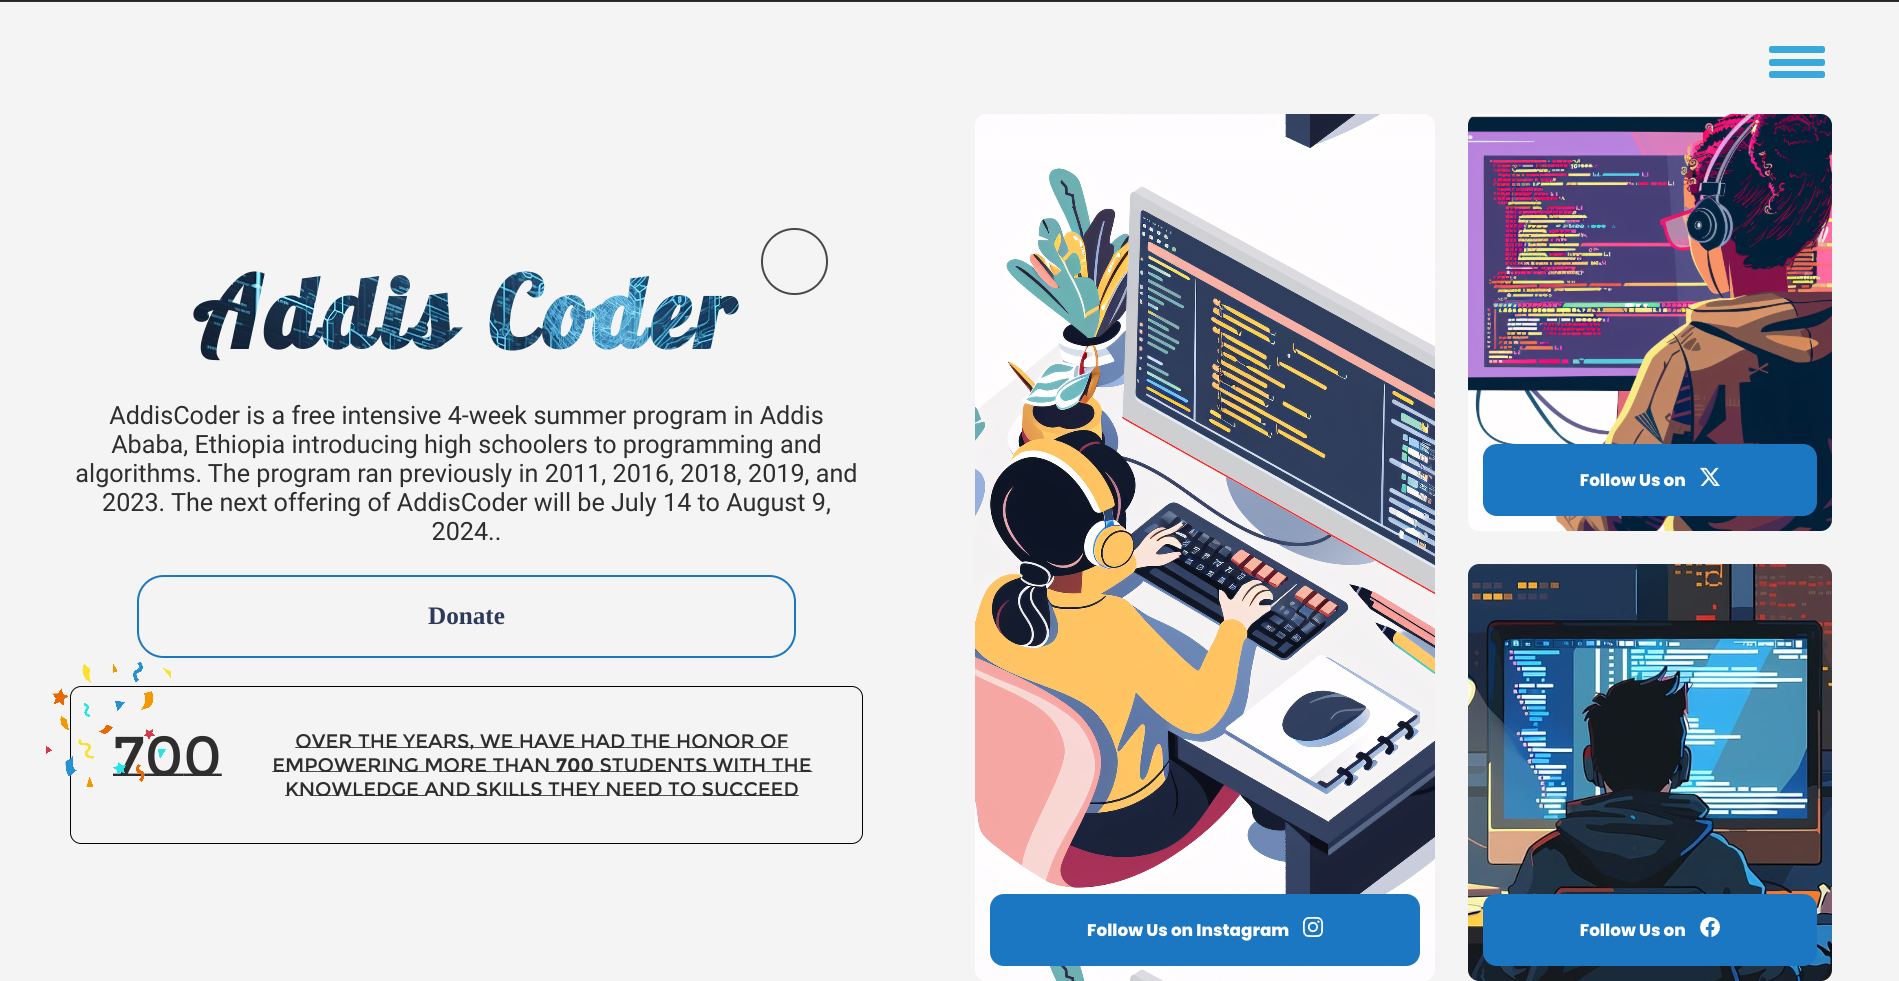 Addis Coder
AddisCoder is a free intensive 4-week summer program in Addis
Ababa, Ethiopia introducing high schoolers to programming and
algorithms. The program ran previously in 2011, 2016, 2018, 2019, and
2023. The next offering of AddisCoder will be July 14 to August 9,
2024..
Donate
700
OVER THE YEARS, WE HAVE HAD THE HONOR OF
EMPOWERING MORE THAN 700 STUDENTS WITH THE
KNOWLEDGE AND SKILLS THEY NEED TO SUCCEED
Follow Us on Instagram
Follow Us on X
Follow Us on